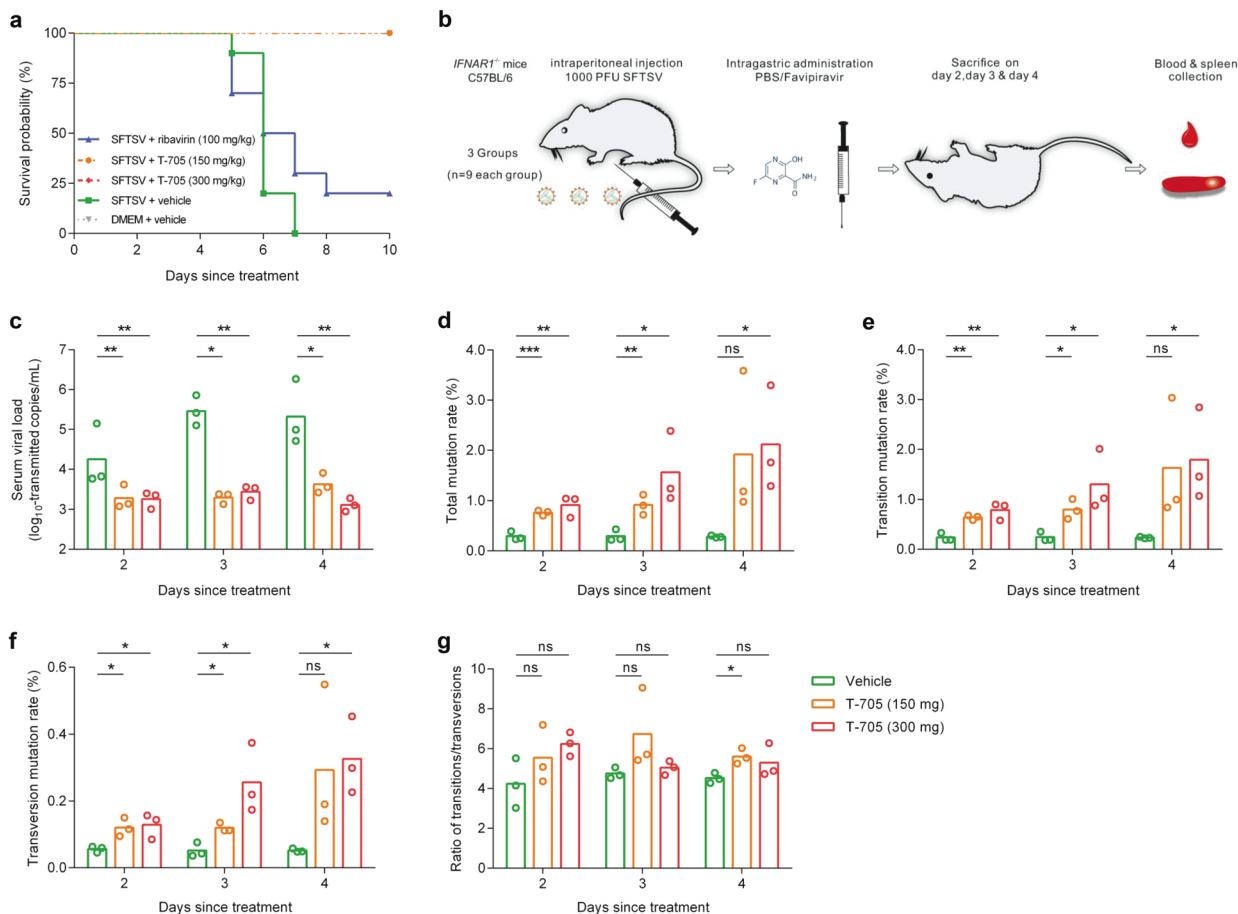 a
Survival probability (%)
100
75
50
25
0
SFTSV + ribavirin (100 mg/kg)
SFTSV + T-705 (150 mg/kg)
SFTSV + T-705 (300 mg/kg)
SFTSV + vehicle
DMEM + vehicle
0 2 4 6 8 10
Days since treatment
b
IFNAR1-/- mice
C57BL/6
3 Groups
(n=9 each group)
intraperitoneal injection
1000 PFU SFTSV
Intragastric administration
PBS/Favipiravir
N
OH
F
N
NH2
O
Sacrifice on
day 2,day 3 & day 4
Blood & spleen
collection
c
Serum viral load
(log10-transmitted copies/mL)
7
6
5
4
3
2
** ** **
** * *
2 3 4
Days since treatment
d
Total mutation rate (%)
4.0
3.0
2.0
1.0
0.0
** * *
*** ** ns
2 3 4
Days since treatment
e
Transition mutation rate (%)
4.0
3.0
2.0
1.0
0.0
** * *
** * ns
2 3 4
Days since treatment
f
Transversion mutation rate (%)
0.6
0.4
0.2
0.0
* * *
* * ns
2 3 4
Days since treatment
g
Ratio of transitions/transversions
10
8
6
4
2
0
ns ns ns
ns ns *
2 3 4
Days since treatment
Vehicle
T-705 (150 mg)
T-705 (300 mg)